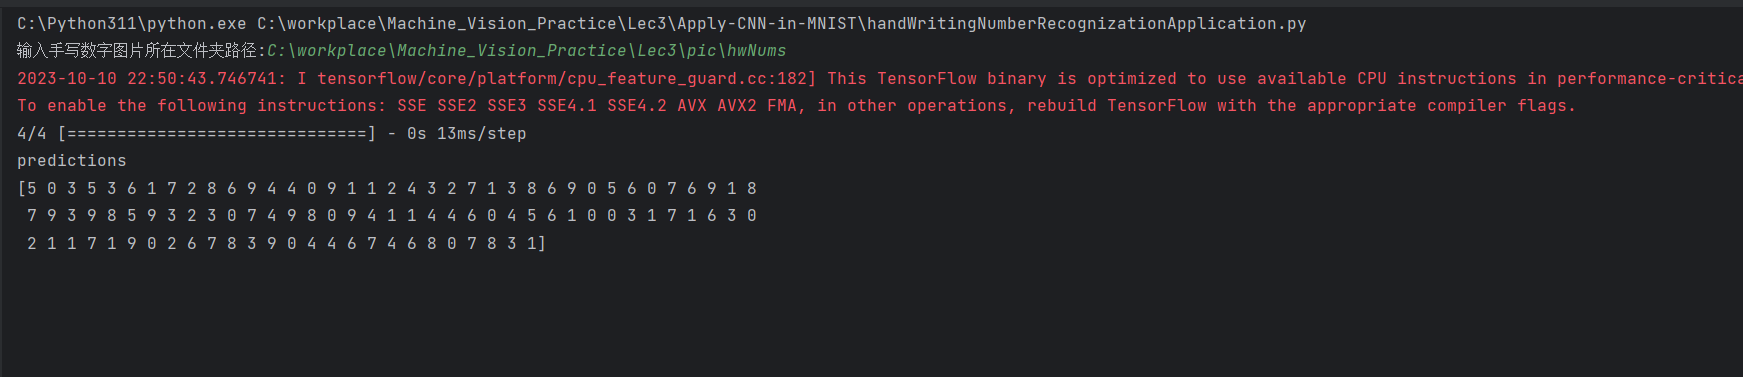 C:\Python311\python.exe C:\workplace\Machine_Vision_Practice\Lec3\Apply-CNN-in-MNIST\handWritingNumberRecognizationApplication.py
输入手写数字图片所在文件夹路径:C:\workplace\Machine_Vision_Practice\Lec3\pic\hwNums
2023-10-10 22:50:43.746741: I tensorflow/core/platform/cpu_feature_guard.cc:182] This TensorFlow binary is optimized to use available CPU instructions in performance-critica
To enable the following instructions: SSE SSE2 SSE3 SSE4.1 SSE4.2 AVX AVX2 FMA, in other operations, rebuild TensorFlow with the appropriate compiler flags.
4/4 [==============================] - 0s 13ms/step
predictions
[5 0 3 5 3 6 1 7 2 8 6 9 4 4 0 9 1 1 2 4 3 2 7 1 3 8 6 9 0 5 6 0 7 6 9 1 8
 7 9 3 9 8 5 9 3 2 3 0 7 4 9 8 0 9 4 1 1 4 4 6 0 4 5 6 1 0 0 3 1 7 1 6 3 0
 2 1 1 7 1 9 0 2 6 7 8 3 9 0 4 4 6 7 4 6 8 0 7 8 3 1]